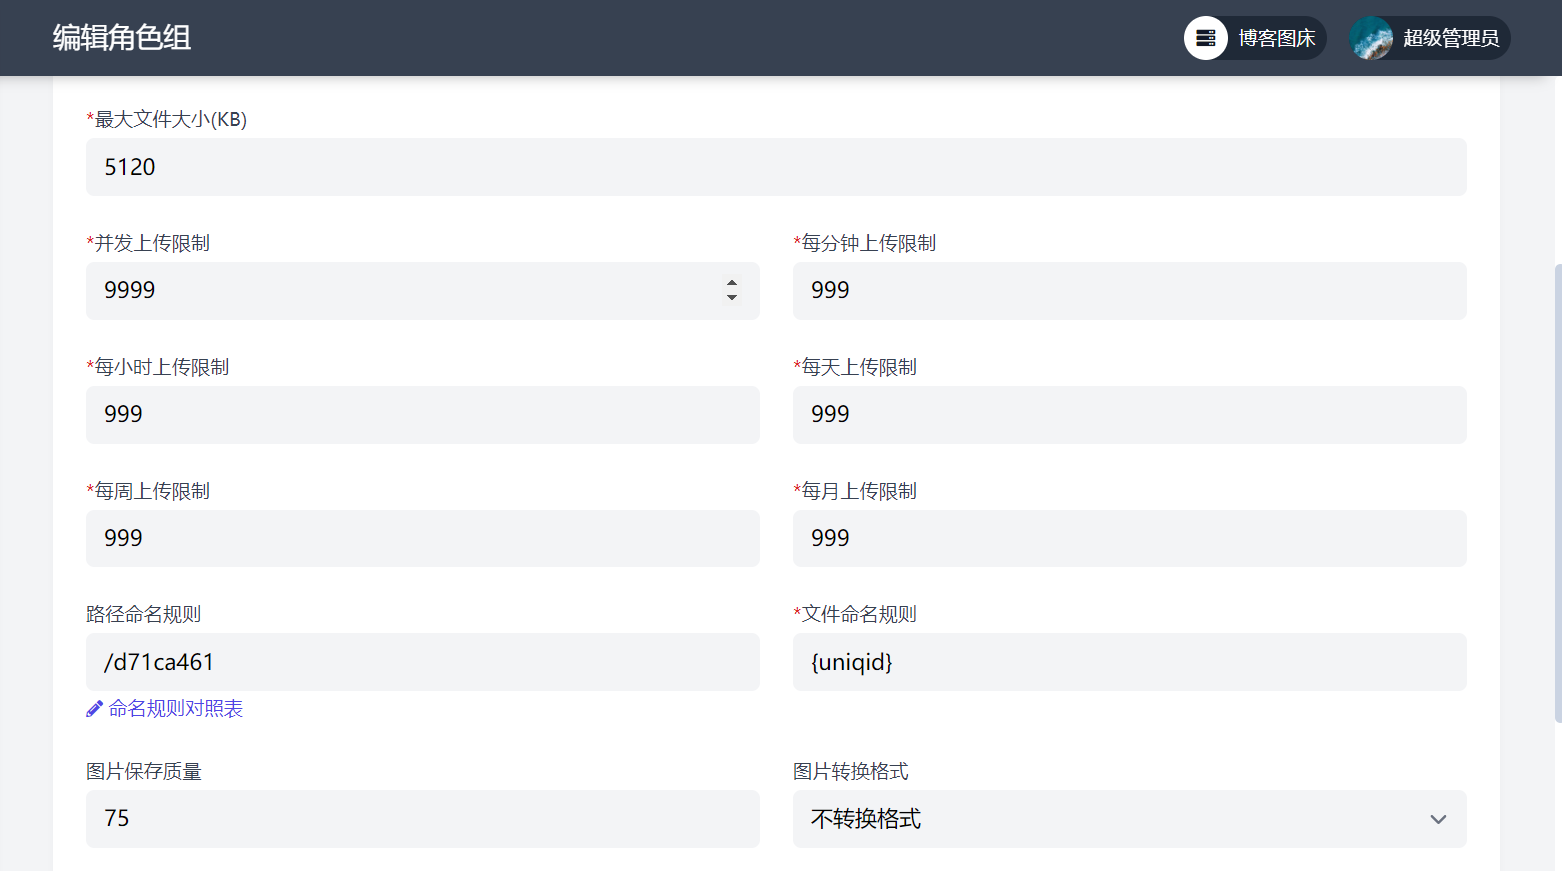 编辑角色组
博客图床
超级管理员
*最大文件大小(KB)
5120
*并发上传限制
*每分钟上传限制
9999
999
*每小时上传限制
*每天上传限制
999
999
*每周上传限制
*每月上传限制
999
999
路径命名规则
*文件命名规则
/d71ca461
{uniqid}
命名规则对照表
图片保存质量
图片转换格式
75
不转换格式